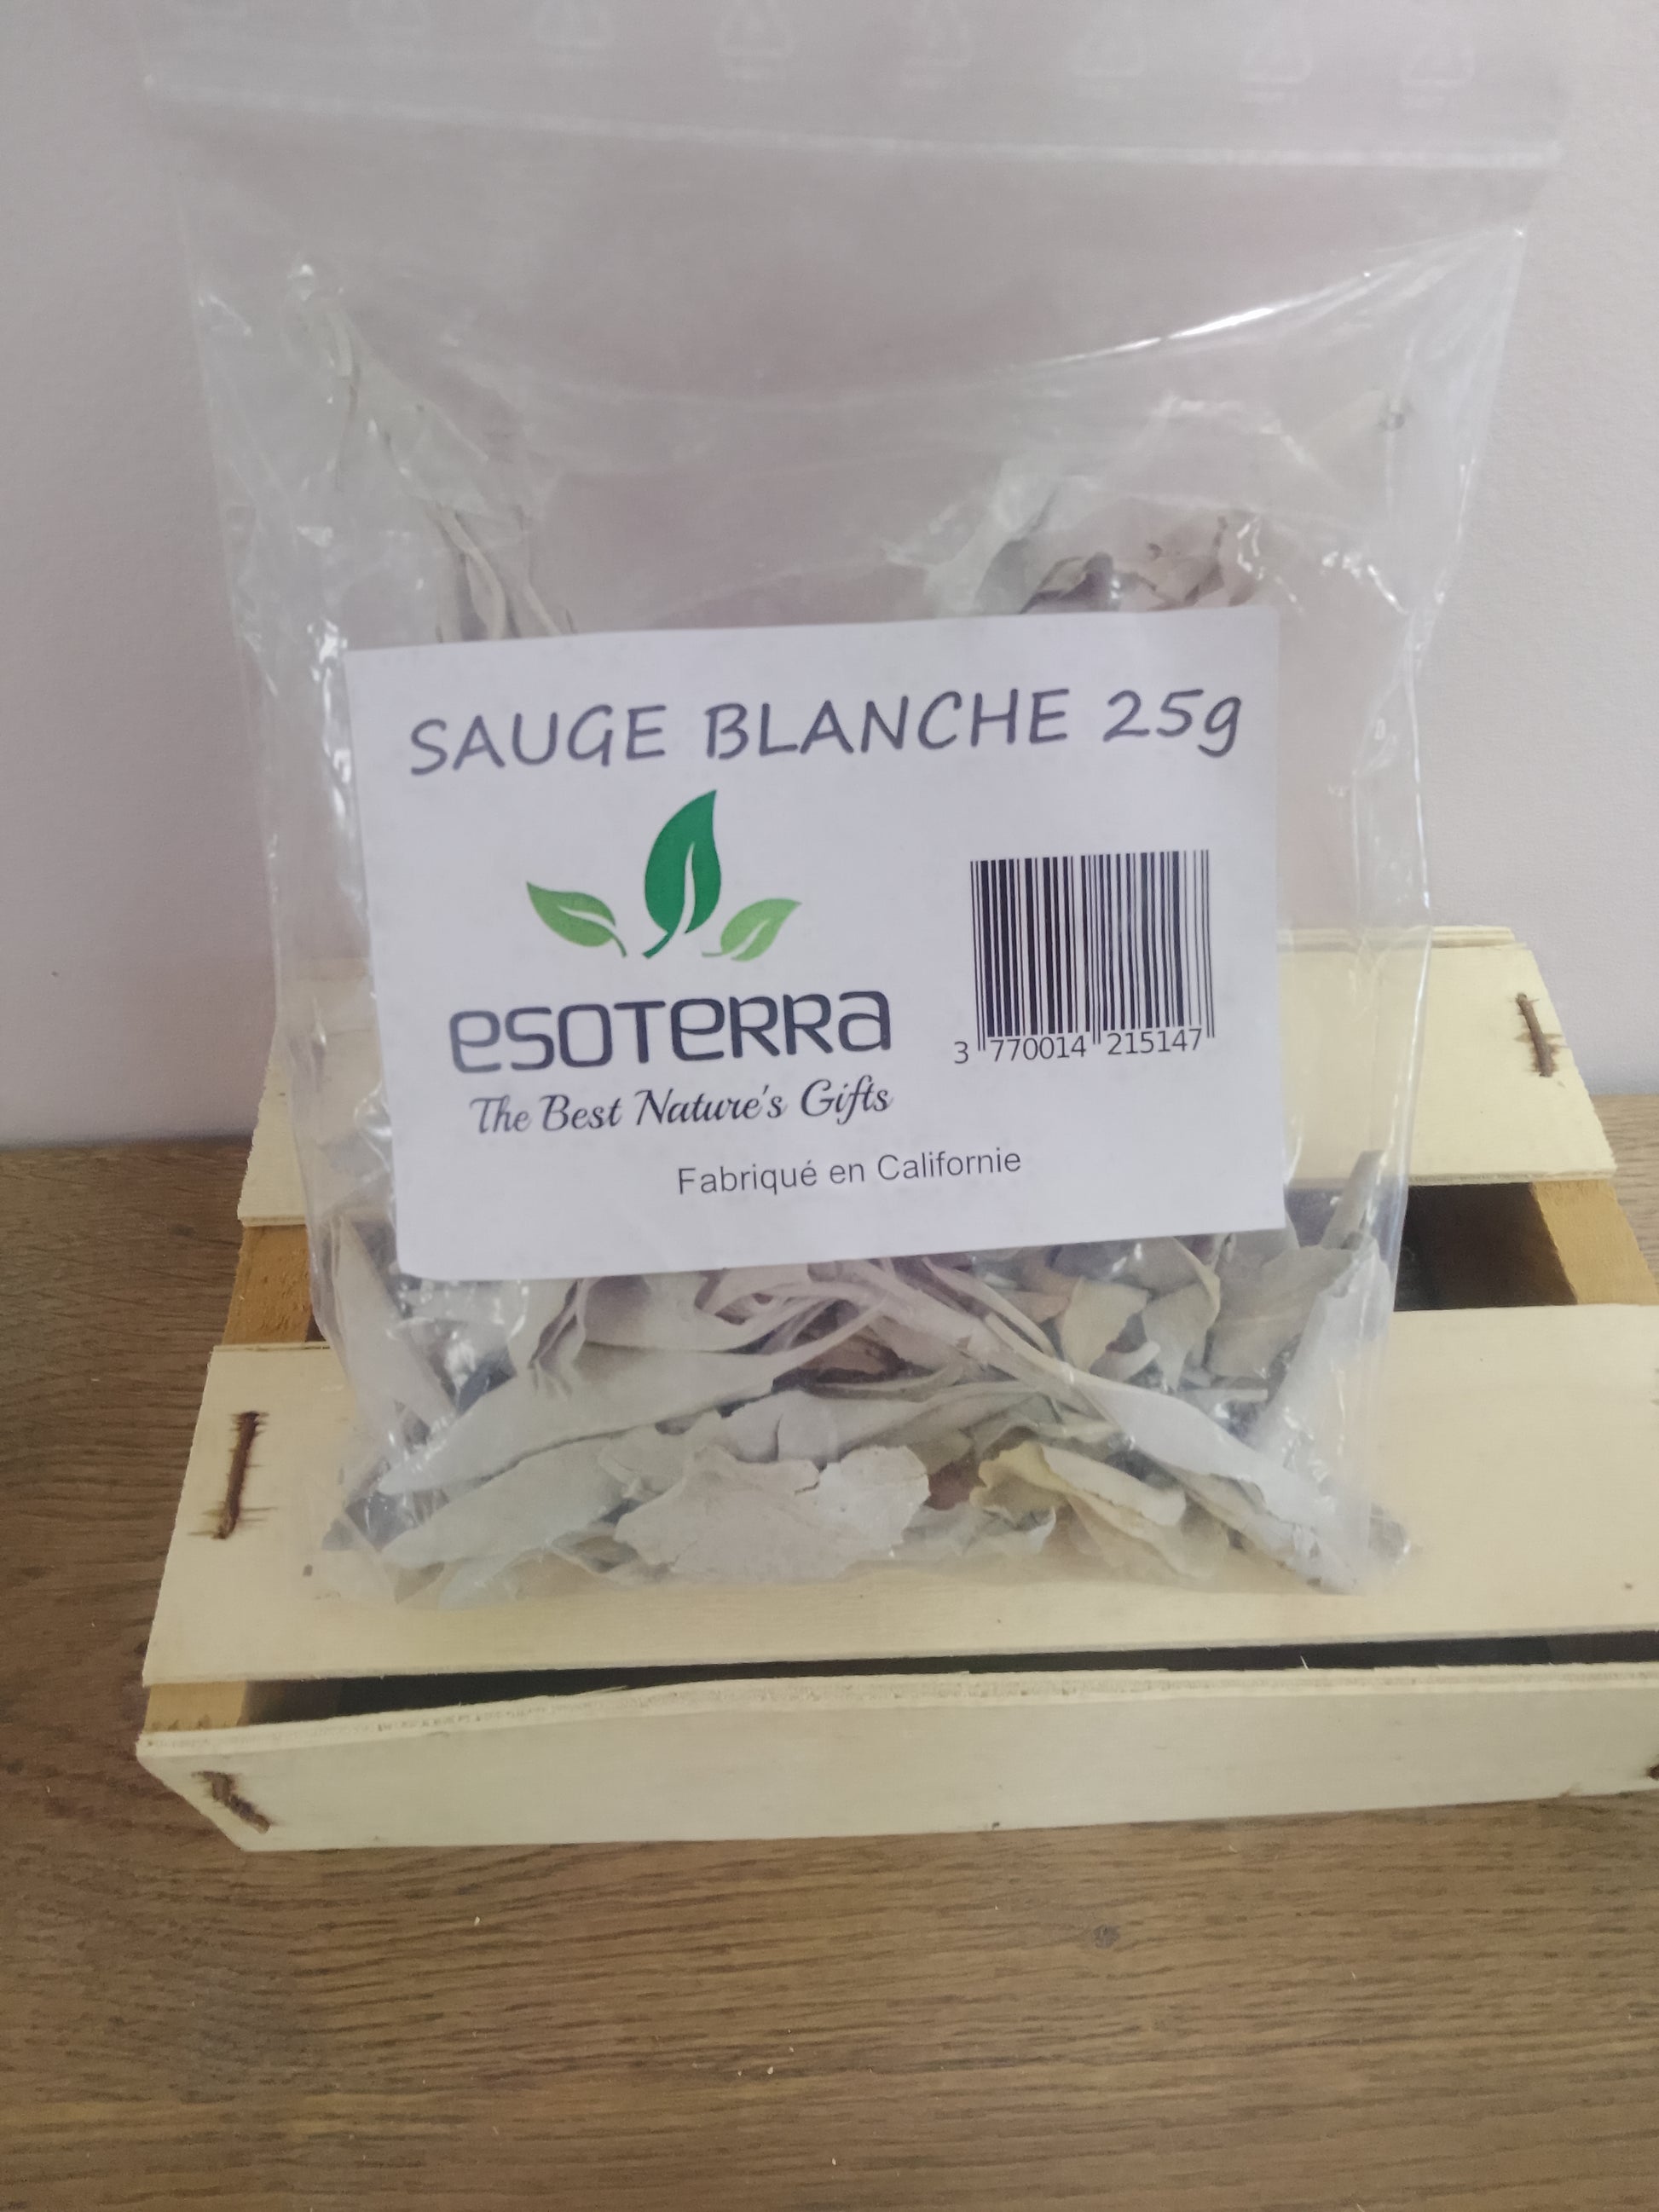 SAUGE BLANCHE 25g
esoterra
The Best Nature's Gifts
3 770014 215147
Fabriqué en Californie